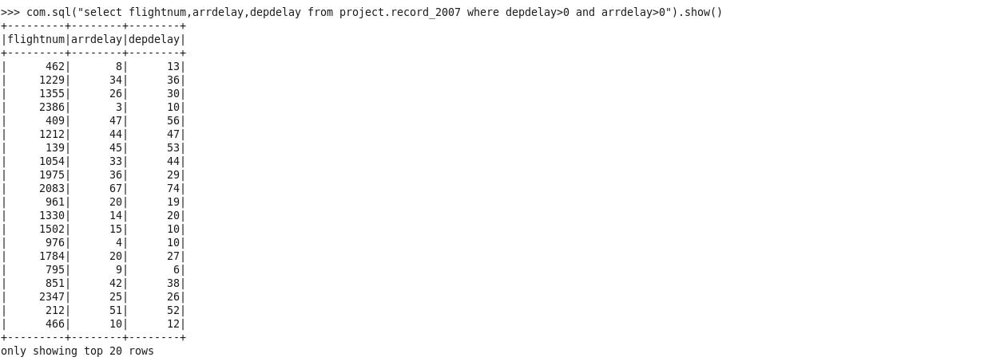 >>> com.sql("select flightnum,arrdelay,depdelay from project.record_2007 where depdelay>0 and arrdelay>0").show()
+---------+--------+--------+
|flightnum|arrdelay|depdelay|
+---------+--------+--------+
|      462|       8|      13|
|     1229|      34|      36|
|     1355|      26|      30|
|     2386|       3|      10|
|      409|      47|      56|
|     1212|      44|      47|
|      139|      45|      53|
|     1054|      33|      44|
|     1975|      36|      29|
|     2083|      67|      74|
|      961|      20|      19|
|     1330|      14|      20|
|     1502|      15|      10|
|      976|       4|      10|
|     1784|      20|      27|
|      795|       9|       6|
|      851|      42|      38|
|     2347|      25|      26|
|      212|      51|      52|
|      466|      10|      12|
+---------+--------+--------+
only showing top 20 rows